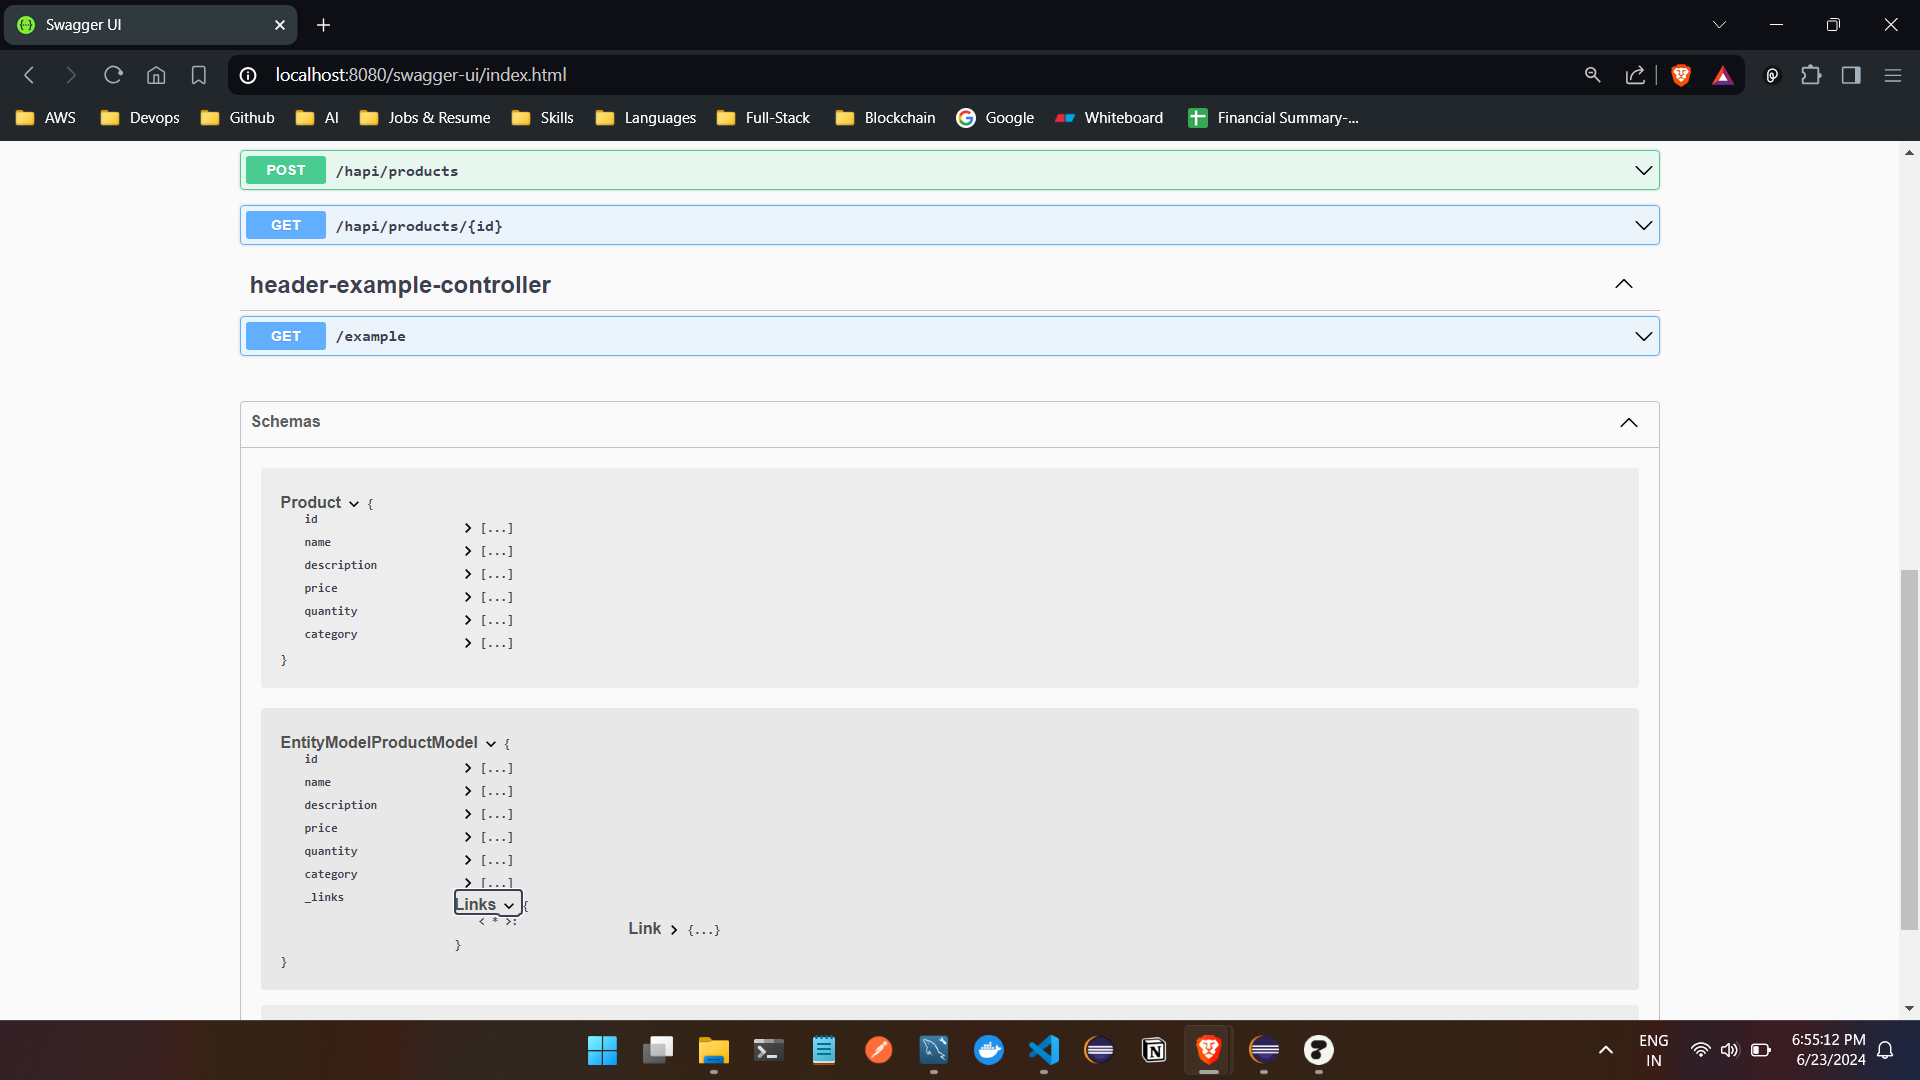 Swagger UI
localhost:8080/swagger-ui/index.html
AWS Devops Github AI Jobs & Resume Skills Languages Full-Stack Blockchain Google Whiteboard Financial Summary-...
POST /hapi/products
GET /hapi/products/{id}
header-example-controller
GET /example
Schemas
Product {
id [...]
name [...]
description [...]
price [...]
quantity [...]
category [...]
}
EntityModelProductModel {
id [...]
name [...]
description [...]
price [...]
quantity [...]
category [...]
_links Links {
< * >: Link {...}
}
}
ENG 6:55:12 PM
IN 6/23/2024